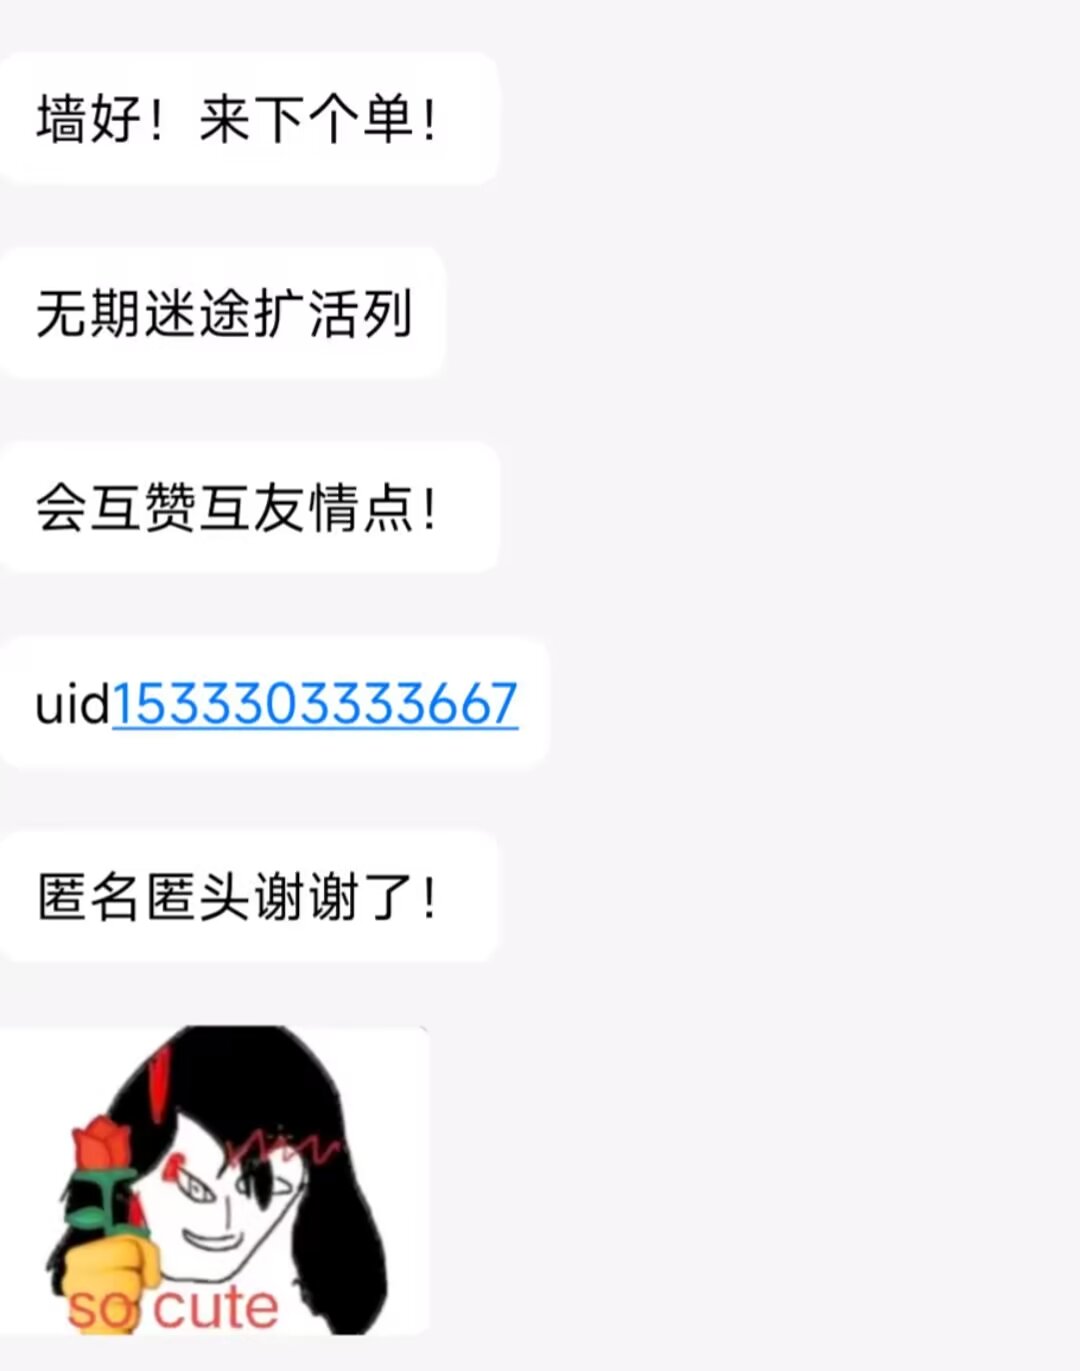 墙好！来下个单！
无期迷途扩活列
会互赞互友情点！
uid1533303333667
匿名匿头谢谢了！
so cute